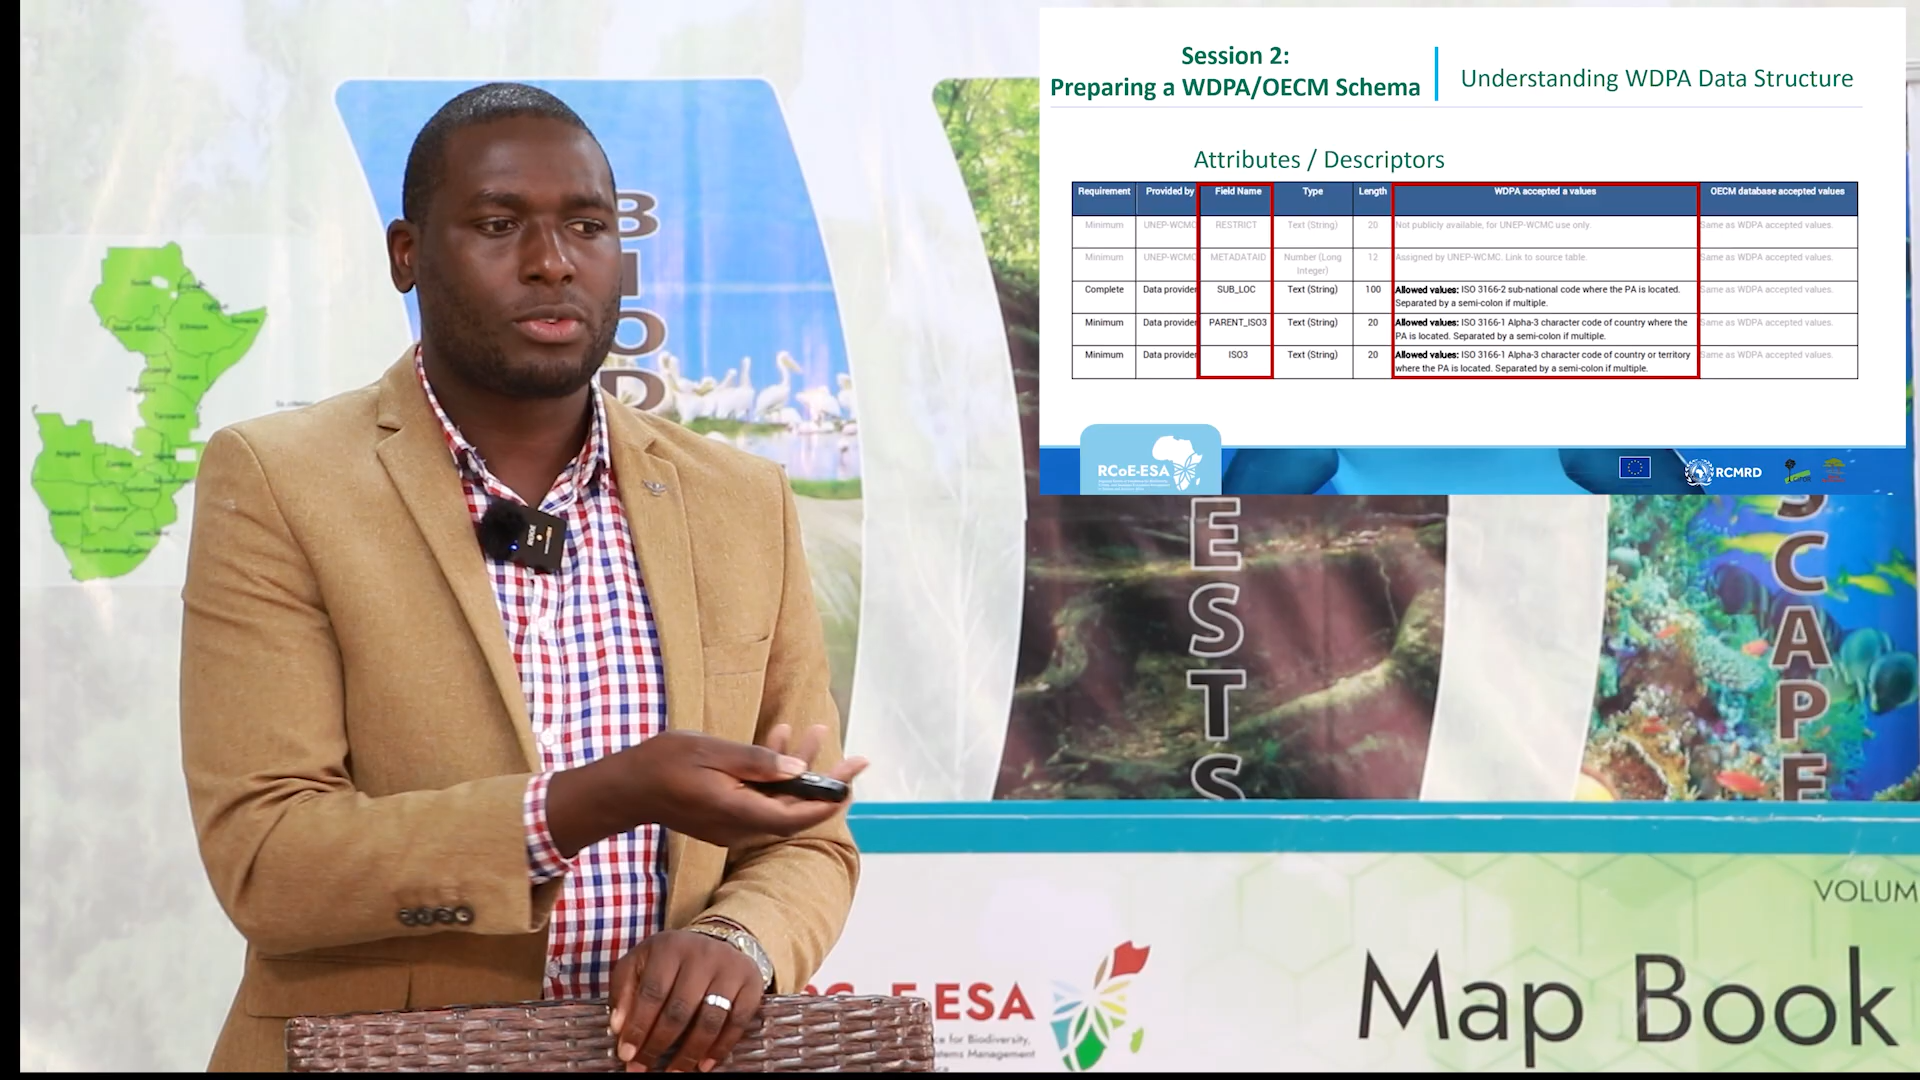 Session 2:
Preparing a WDPA/OECM Schema
Understanding WDPA Data Structure
Attributes / Descriptors
Requirement Provided by Field Name Type Length WDPA accepted a values OECM database accepted values
Minimum UNEP-WCMC RESTRICT Text (String) 20 Not publicly available, for UNEP-WCMC use only. Same as WDPA accepted values.
Minimum UNEP-WCMC METADATAID Number (Long Integer) 12 Assigned by UNEP-WCMC. Link to source table. Same as WDPA accepted values.
Complete Data provider SUB_LOC Text (String) 100 Allowed values: ISO 3166-2 sub-national code where the PA is located. Separated by a semi-colon if multiple. Same as WDPA accepted values.
Minimum Data provider PARENT_ISO3 Text (String) 20 Allowed values: ISO 3166-1 Alpha-3 character code of country where the PA is located. Separated by a semi-colon if multiple. Same as WDPA accepted values.
Minimum Data provider ISO3 Text (String) 20 Allowed values: ISO 3166-1 Alpha-3 character code of country or territory where the PA is located. Separated by a semi-colon if multiple. Same as WDPA accepted values.
RCoE-ESA
RCMRD
BIOD
ESTS
SCAPE
RODE
VOLUM
Map Book
ESA
ce for Biodiversity,
stems Management